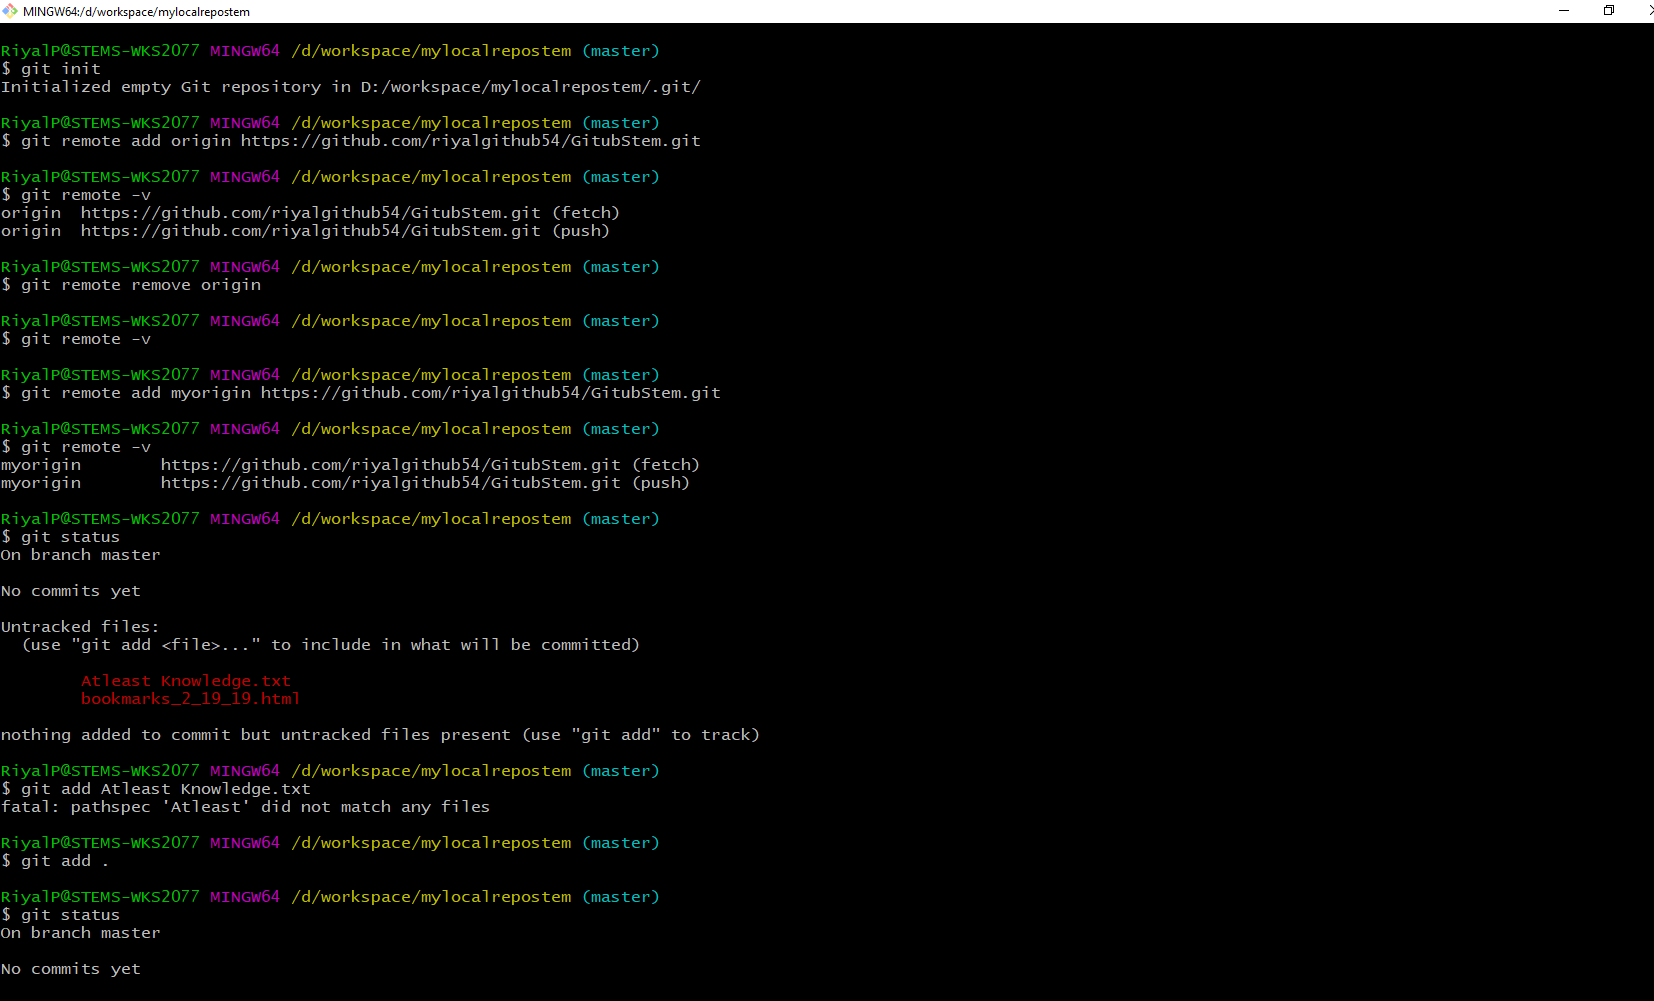 MINGW64:/d/workspace/mylocalrepostem
RiyalP@STEMS-WKS2077 MINGW64 /d/workspace/mylocalrepostem (master)
$ git init
Initialized empty Git repository in D:/workspace/mylocalrepostem/.git/
RiyalP@STEMS-WKS2077 MINGW64 /d/workspace/mylocalrepostem (master)
$ git remote add origin https://github.com/riyalgithub54/GitubStem.git
RiyalP@STEMS-WKS2077 MINGW64 /d/workspace/mylocalrepostem (master)
$ git remote -v
origin  https://github.com/riyalgithub54/GitubStem.git (fetch)
origin  https://github.com/riyalgithub54/GitubStem.git (push)
RiyalP@STEMS-WKS2077 MINGW64 /d/workspace/mylocalrepostem (master)
$ git remote remove origin
RiyalP@STEMS-WKS2077 MINGW64 /d/workspace/mylocalrepostem (master)
$ git remote -v
RiyalP@STEMS-WKS2077 MINGW64 /d/workspace/mylocalrepostem (master)
$ git remote add myorigin https://github.com/riyalgithub54/GitubStem.git
RiyalP@STEMS-WKS2077 MINGW64 /d/workspace/mylocalrepostem (master)
$ git remote -v
myorigin        https://github.com/riyalgithub54/GitubStem.git (fetch)
myorigin        https://github.com/riyalgithub54/GitubStem.git (push)
RiyalP@STEMS-WKS2077 MINGW64 /d/workspace/mylocalrepostem (master)
$ git status
On branch master
No commits yet
Untracked files:
  (use "git add <file>..." to include in what will be committed)
        Atleast Knowledge.txt
        bookmarks_2_19_19.html
nothing added to commit but untracked files present (use "git add" to track)
RiyalP@STEMS-WKS2077 MINGW64 /d/workspace/mylocalrepostem (master)
$ git add Atleast Knowledge.txt
fatal: pathspec 'Atleast' did not match any files
RiyalP@STEMS-WKS2077 MINGW64 /d/workspace/mylocalrepostem (master)
$ git add .
RiyalP@STEMS-WKS2077 MINGW64 /d/workspace/mylocalrepostem (master)
$ git status
On branch master
No commits yet